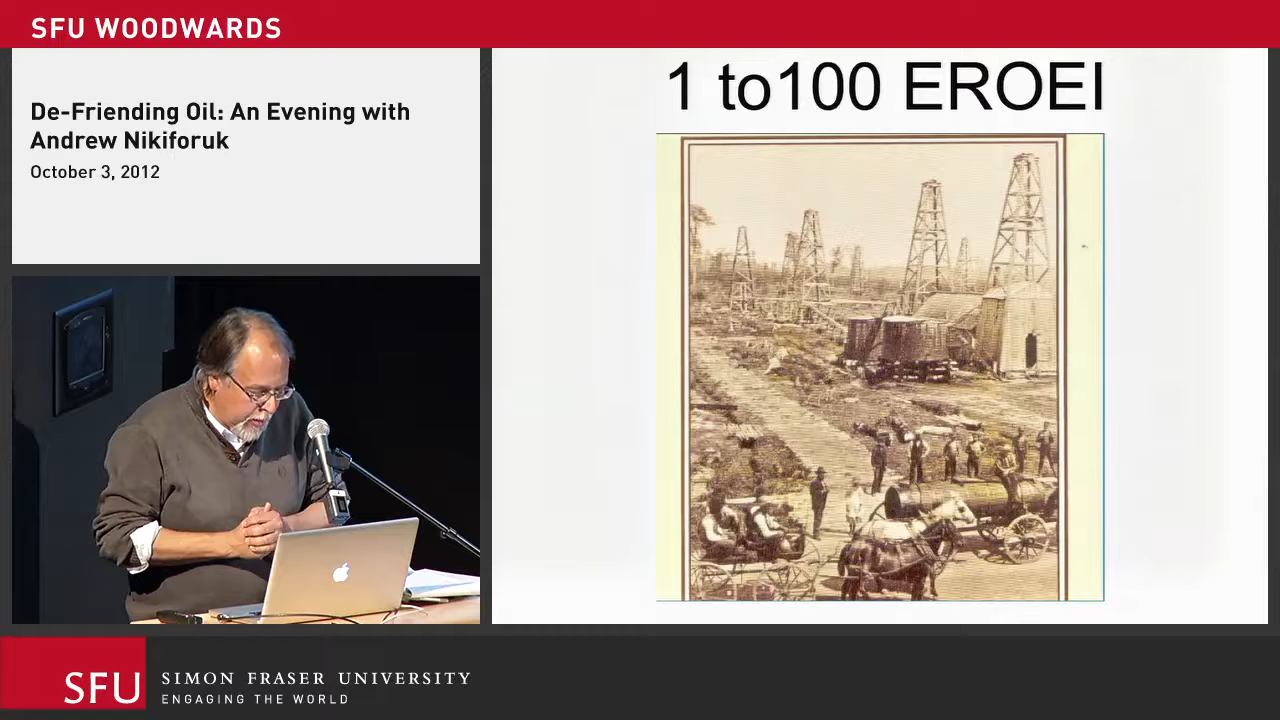 SFU WOODWARDS
De-Friending Oil: An Evening with
Andrew Nikiforuk
October 3, 2012
1 to100 EROEI
SFU
SIMON FRASER UNIVERSITY
ENGAGING THE WORLD